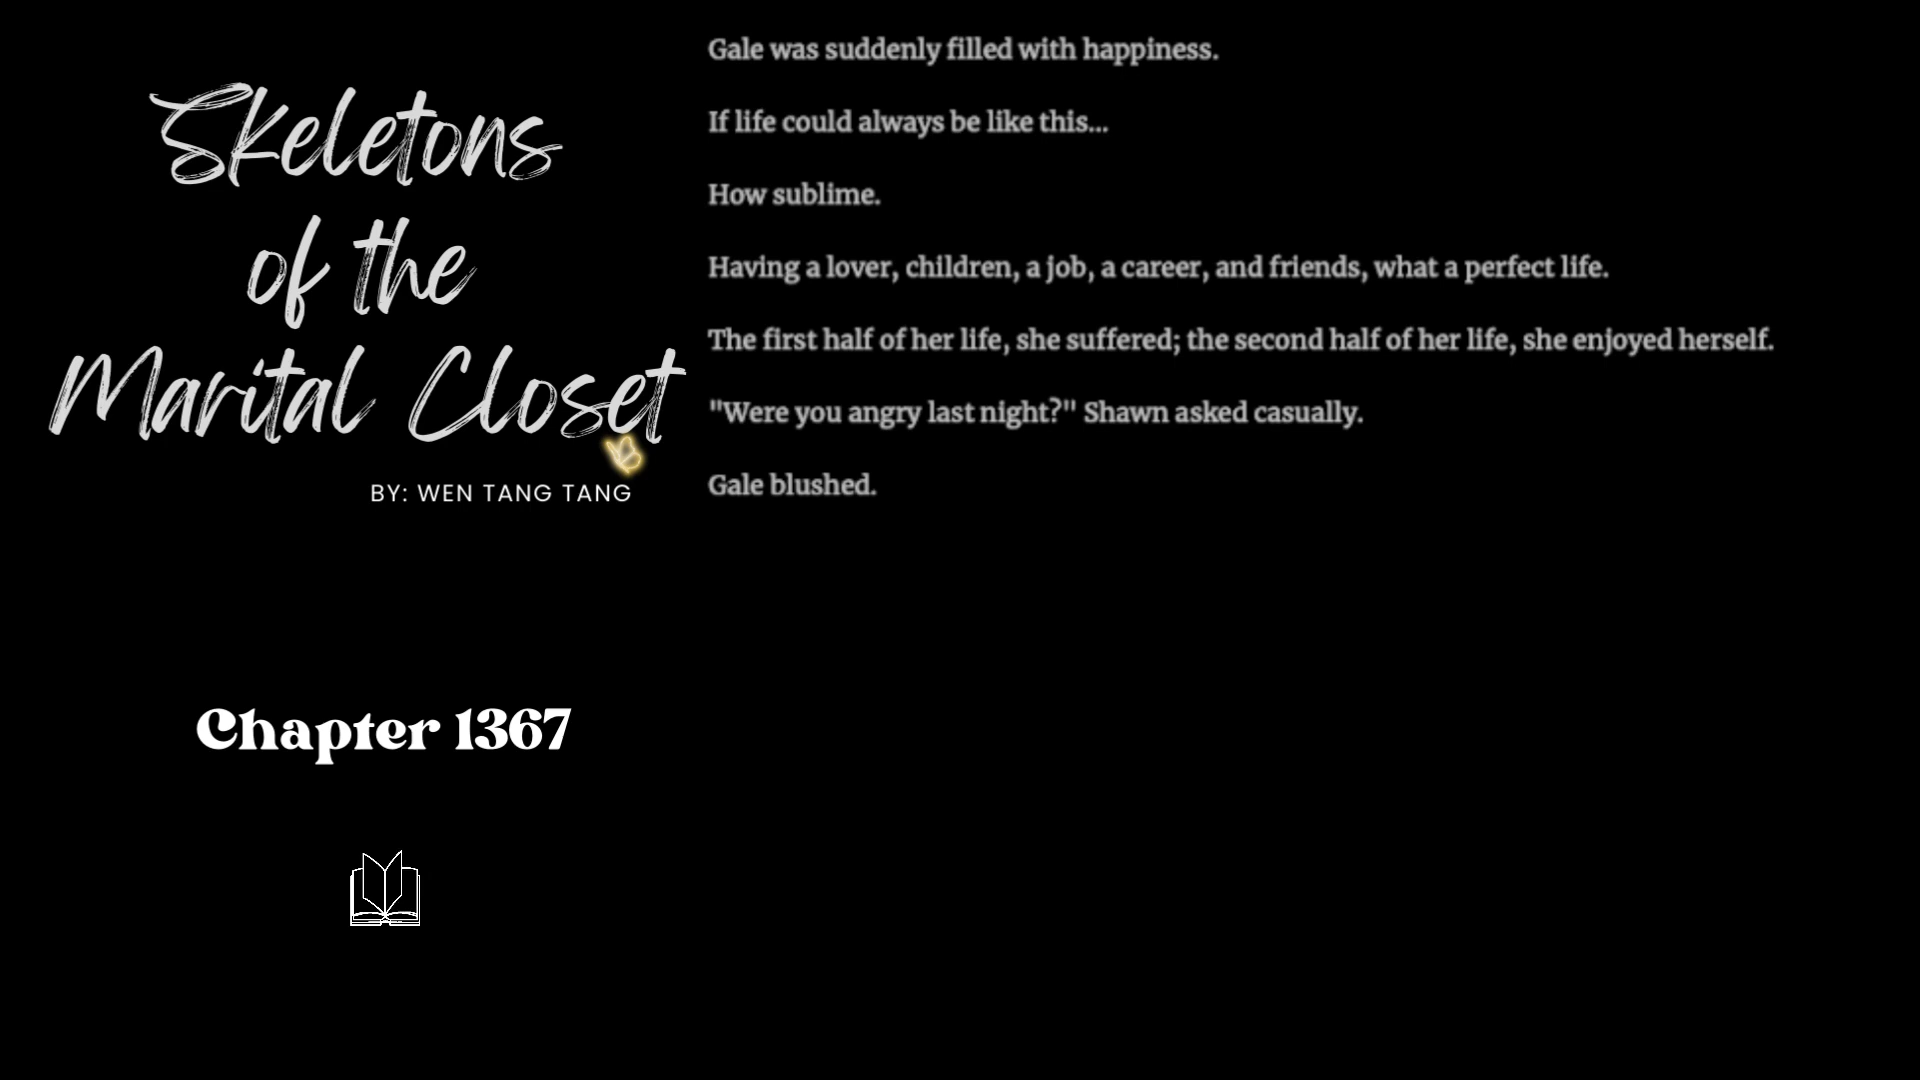 Skeletons
of the
Marital Closet
BY: WEN TANG TANG
Chapter 1367
Gale was suddenly filled with happiness.
If life could always be like this...
How sublime.
Having a lover, children, a job, a career, and friends, what a perfect life.
The first half of her life, she suffered; the second half of her life, she enjoyed herself.
"Were you angry last night?" Shawn asked casually.
Gale blushed.